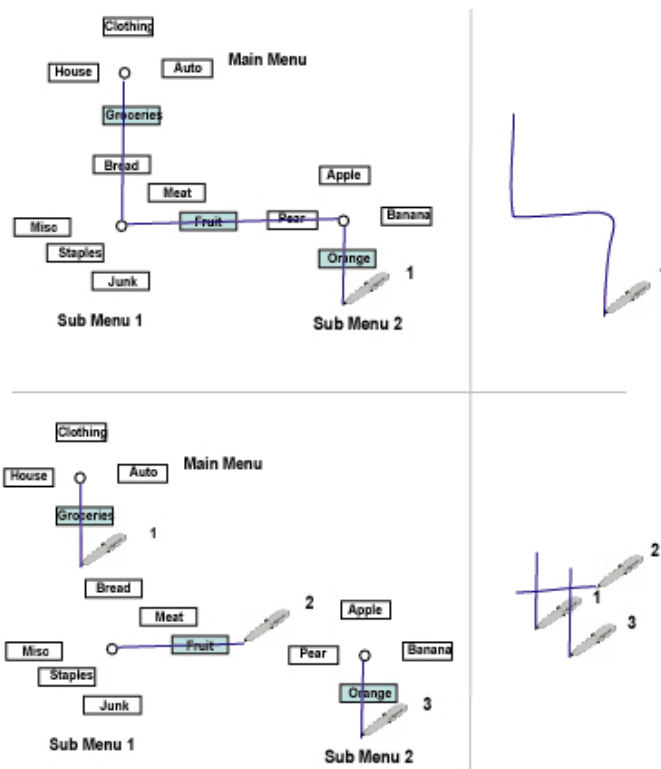 Clothing
House
Auto
Main Menu
Groceries
Bread
Meat
Apple
Misc
Fruit
Pear
Banana
Staples
Orange
1
Junk
Sub Menu 1
Sub Menu 2
Clothing
House
Auto
Main Menu
Groceries
1
Bread
Meat
2
Apple
Misc
Fruit
Pear
Banana
Staples
Orange
3
Junk
Sub Menu 1
Sub Menu 2
2
1
3